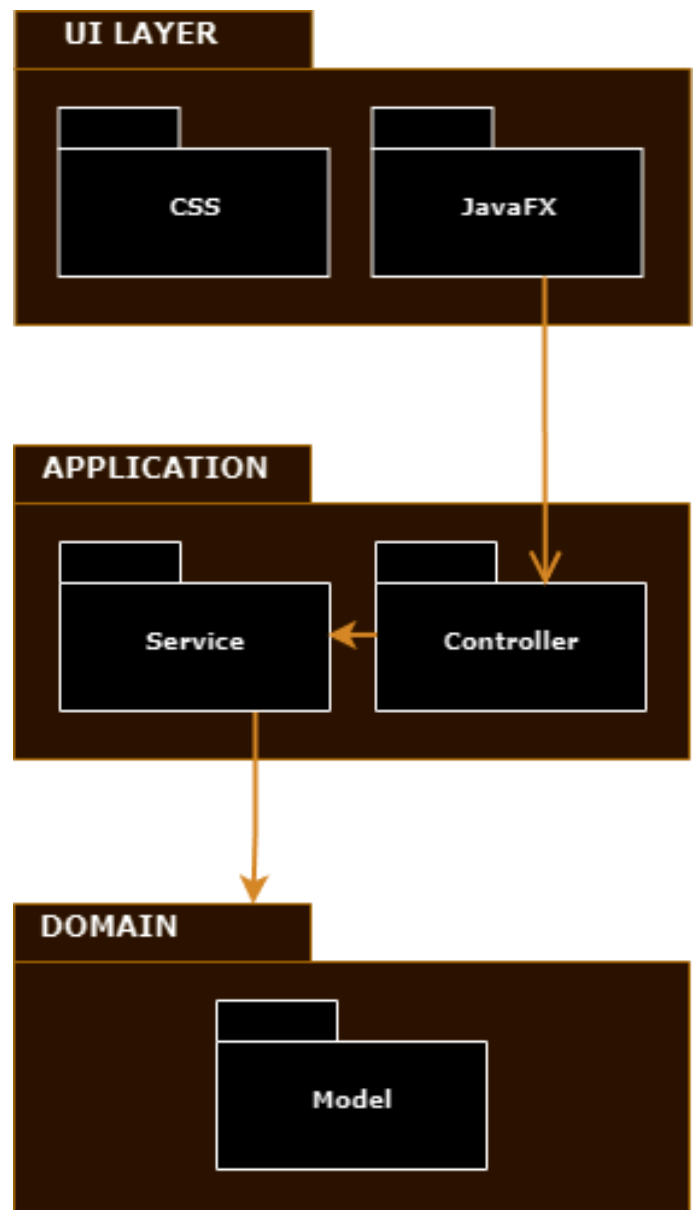 UI LAYER
CSS
JavaFX
APPLICATION
Service
Controller
DOMAIN
Model